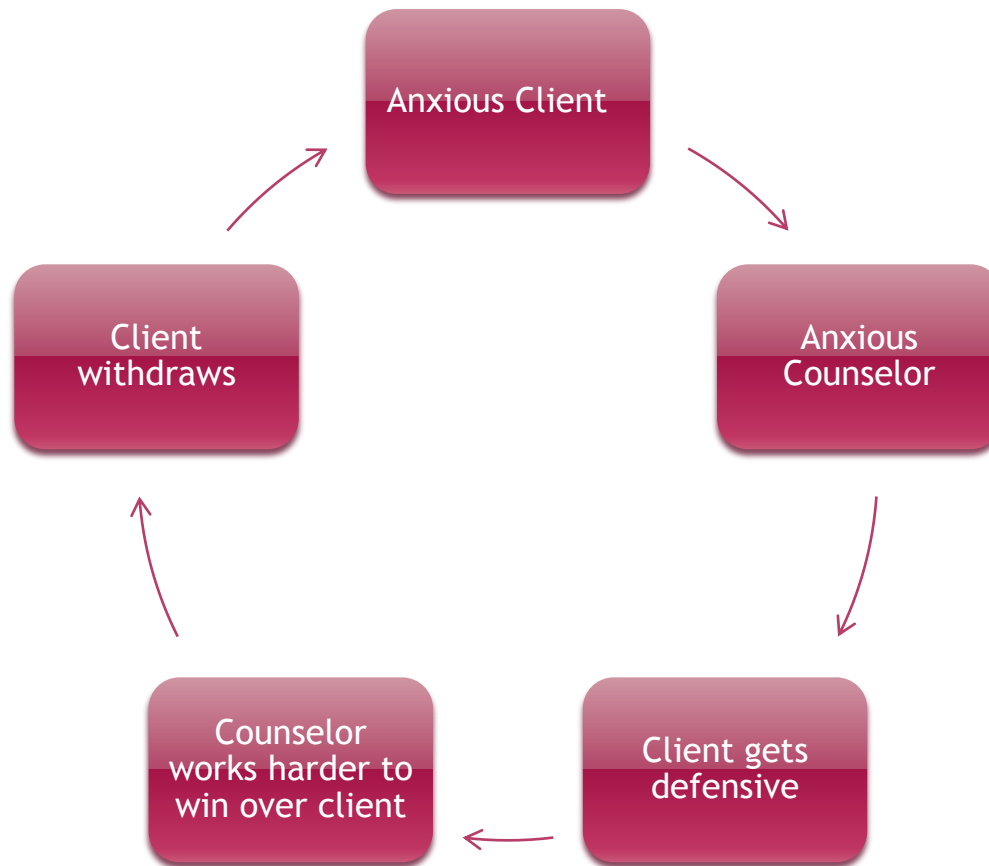 Anxious Client
Anxious
Counselor
Client gets
defensive
Counselor
works harder to
win over client
Client
withdraws